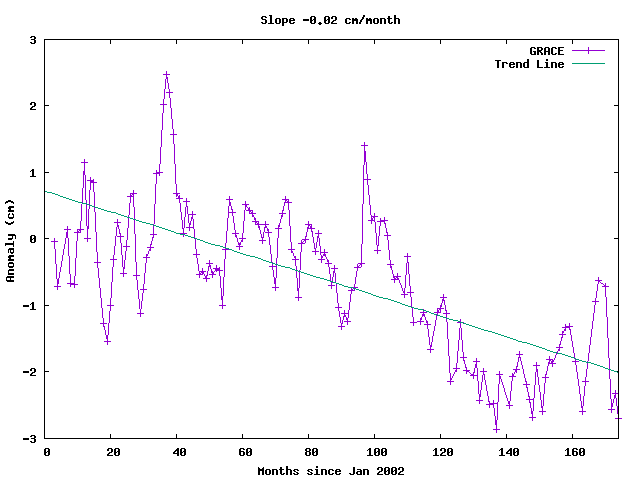 Slope -0.02 cm/month
GRACE
Trend Line
3
2
1
0
-1
-2
-3
Anomaly (cm)
0 20 40 60 80 100 120 140 160
Months since Jan 2002